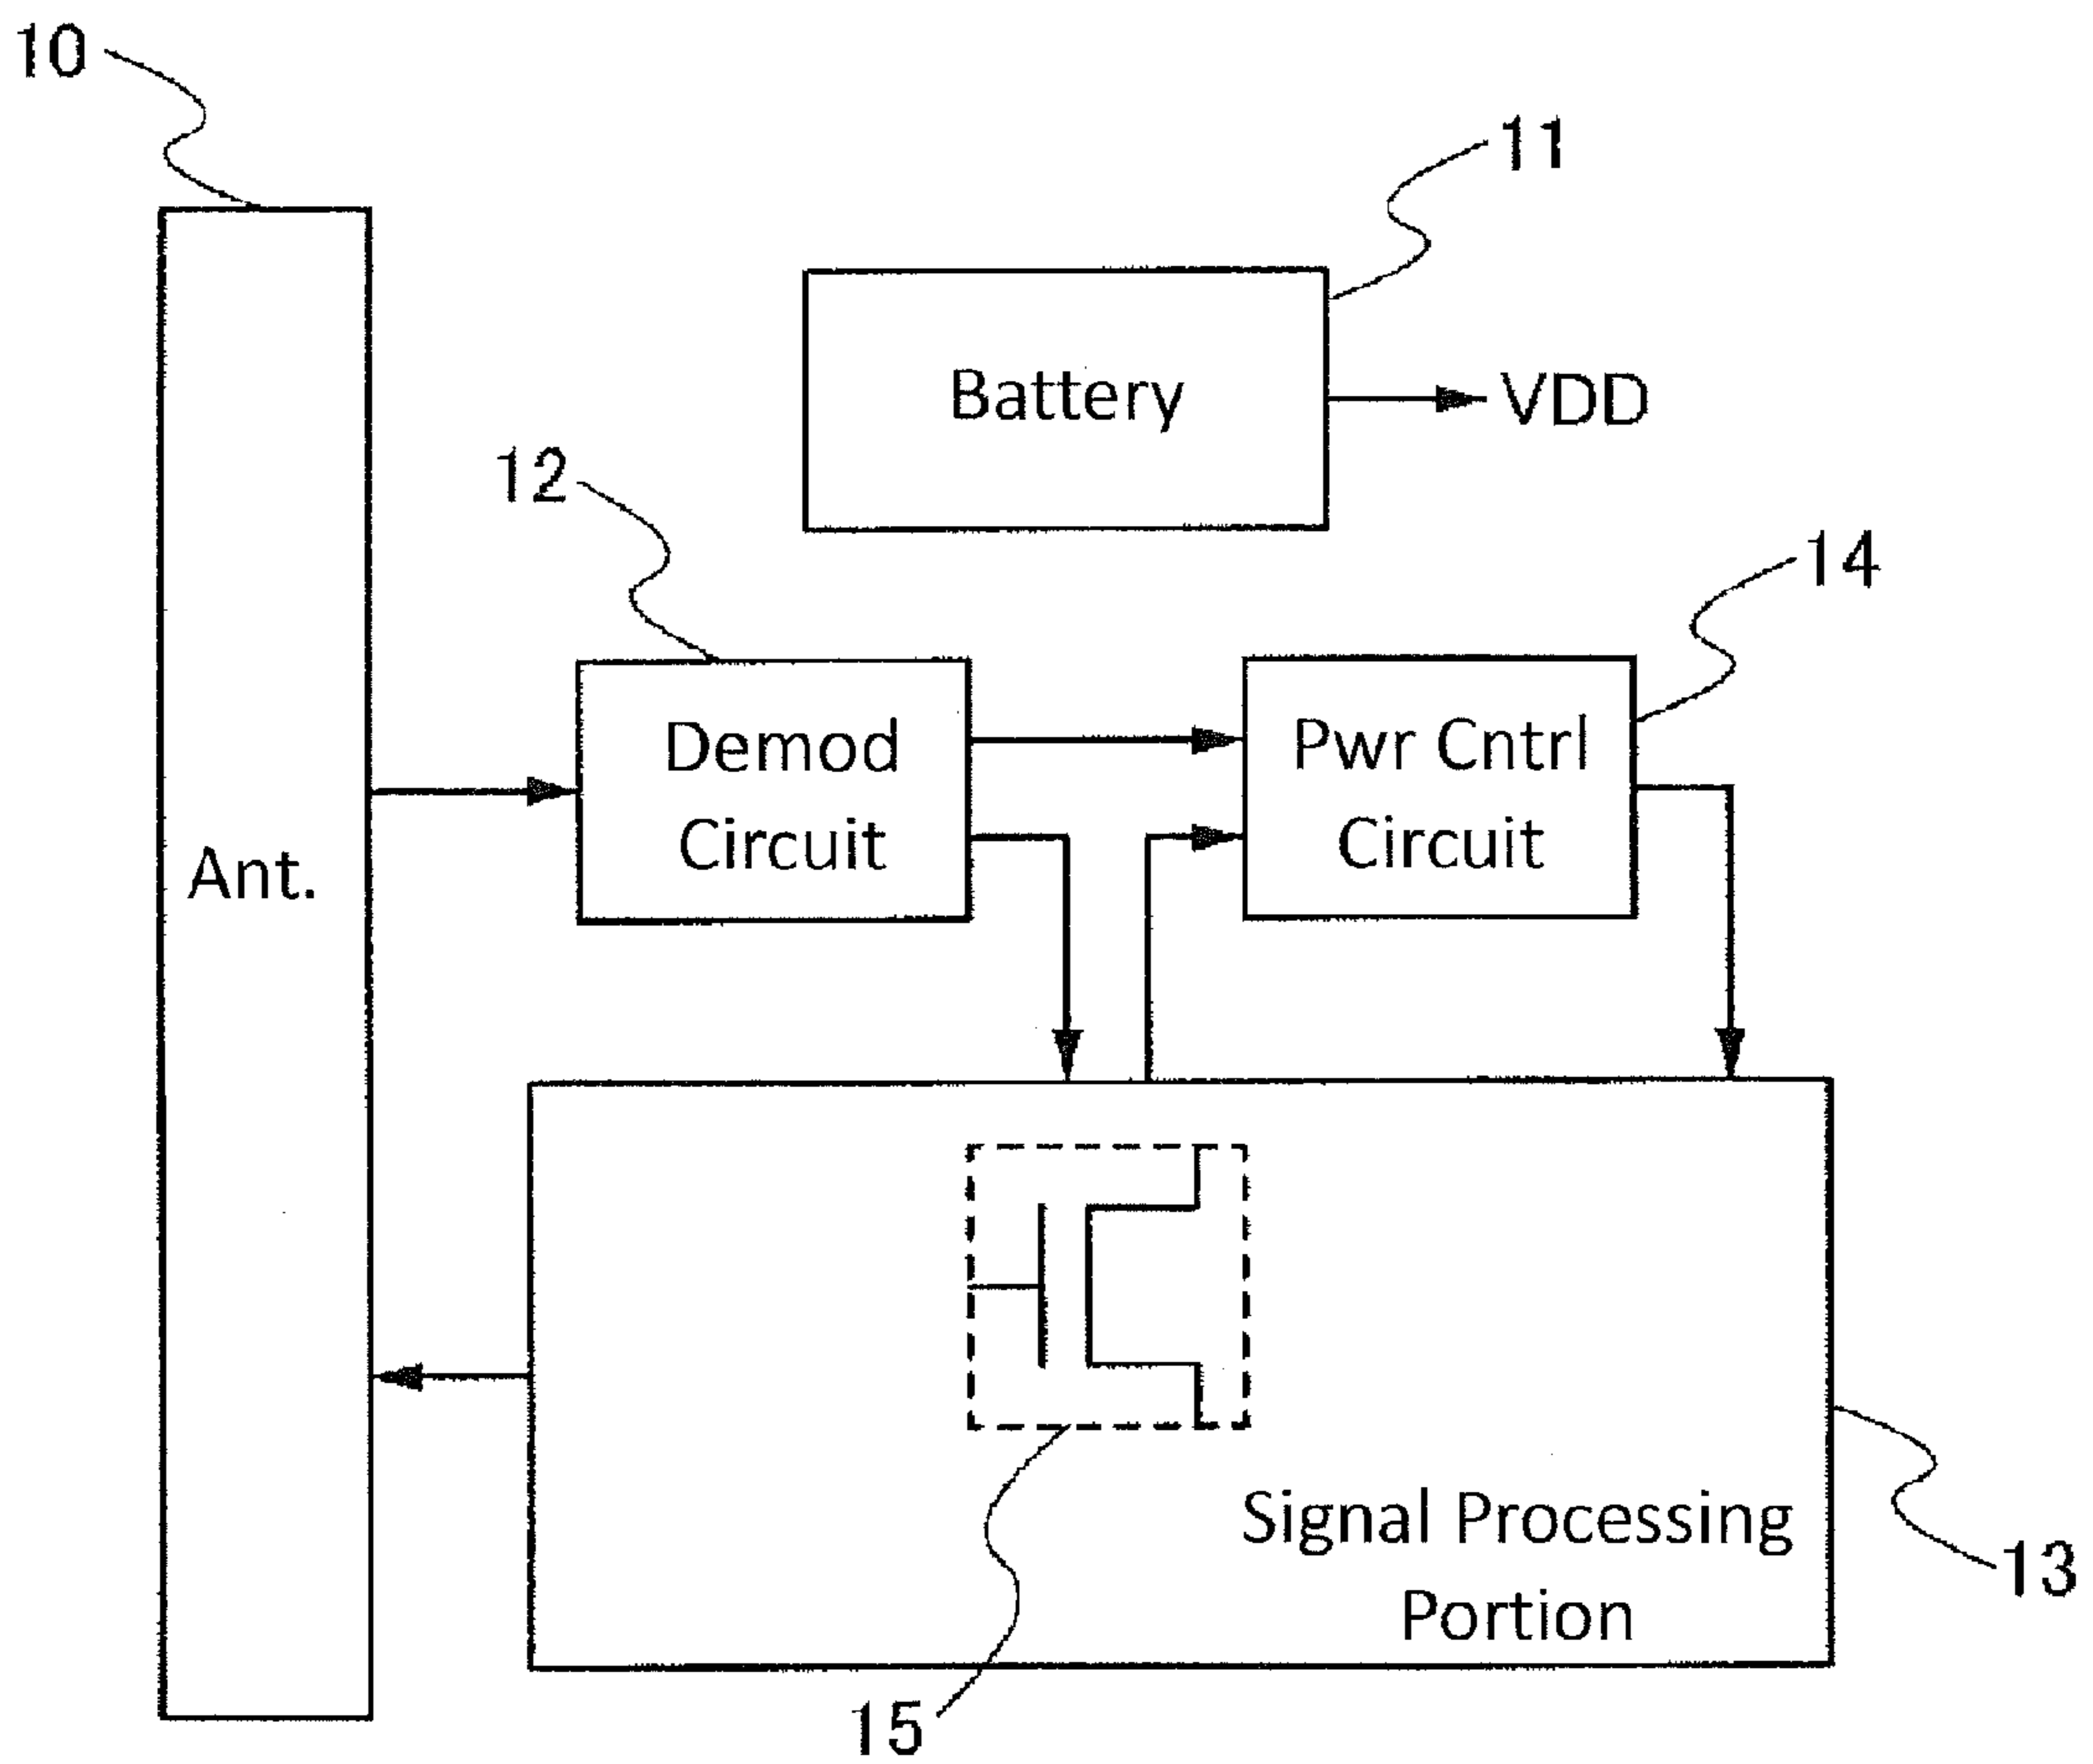 10
11
Battery
VDD
12
14
Demod
Circuit
Pwr Cntrl
Circuit
Ant.
Signal Processing
Portion
13
15